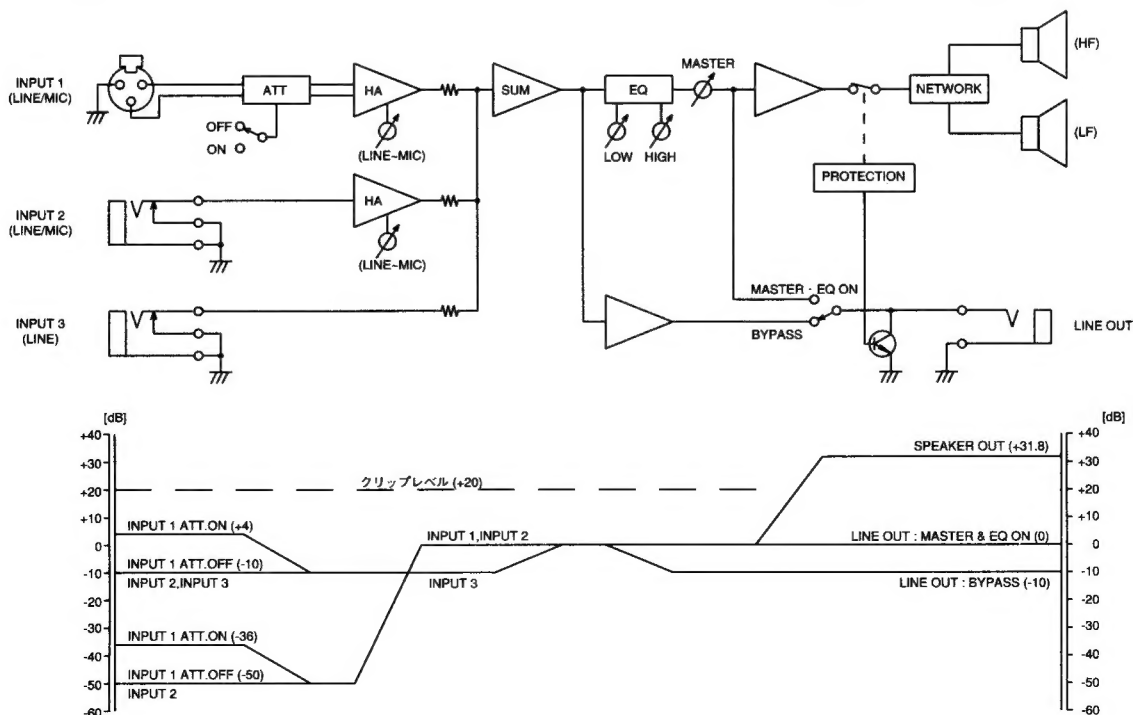 INPUT 1
(LINE/MIC)
ATT
OFF
ON
HA
(LINE~MIC)
SUM
EQ
LOW
HIGH
MASTER
NETWORK
(HF)
(LF)
PROTECTION
INPUT 2
(LINE/MIC)
HA
(LINE~MIC)
INPUT 3
(LINE)
MASTER · EQ ON
BYPASS
LINE OUT
[dB]
+40
+30
+20
+10
0
-10
-20
-30
-40
-50
-60
クリップレベル (+20)
INPUT 1 ATT.ON (+4)
INPUT 1 ATT.OFF (-10)
INPUT 2,INPUT 3
INPUT 1 ATT.ON (-36)
INPUT 1 ATT.OFF (-50)
INPUT 2
INPUT 1,INPUT 2
INPUT 3
SPEAKER OUT (+31.8)
LINE OUT : MASTER & EQ ON (0)
LINE OUT : BYPASS (-10)
[dB]
+40
+30
+20
+10
0
-10
-20
-30
-40
-50
-60